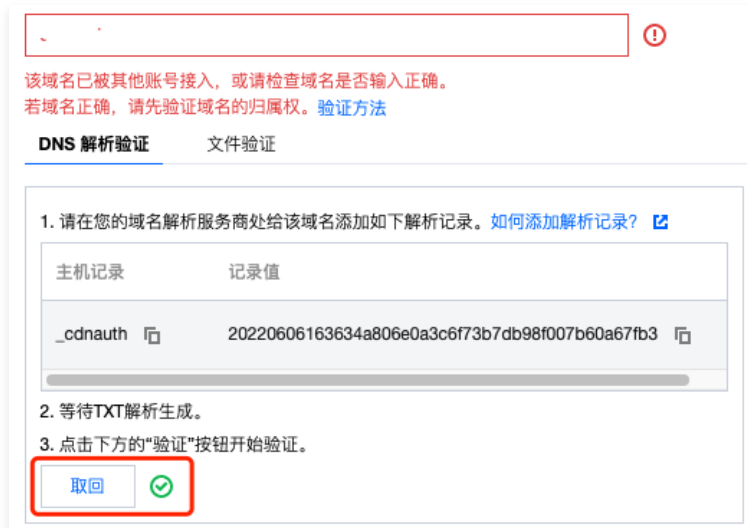 该域名已被其他账号接入，或请检查域名是否输入正确。
若域名正确，请先验证域名的归属权。验证方法
DNS 解析验证 文件验证
1. 请在您的域名解析服务商处给该域名添加如下解析记录。如何添加解析记录？
主机记录 记录值
_cdnauth 20220606163634a806e0a3c6f73b7db98f007b60a67fb3
2. 等待TXT解析生成。
3. 点击下方的“验证”按钮开始验证。
取回